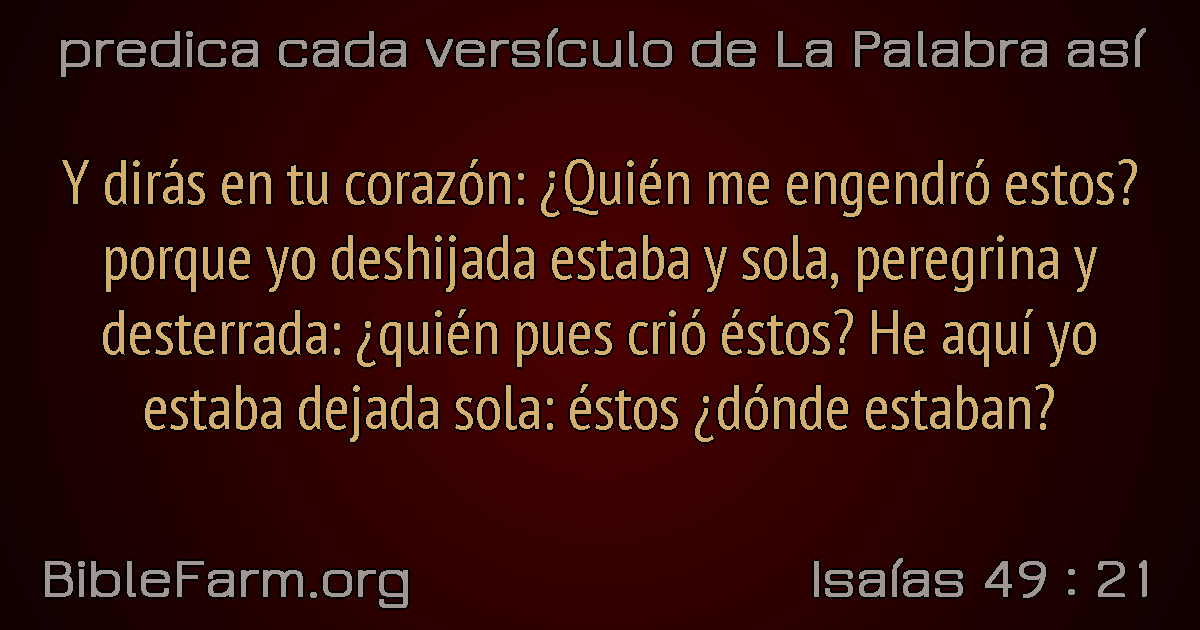 predica cada versículo de La Palabra así
Y dirás en tu corazón: ¿Quién me engendró estos?
porque yo deshijada estaba y sola, peregrina y
desterrada: ¿quién pues crió éstos? He aquí yo
estaba dejada sola: éstos ¿dónde estaban?
BibleFarm.org
Isaías 49 : 21